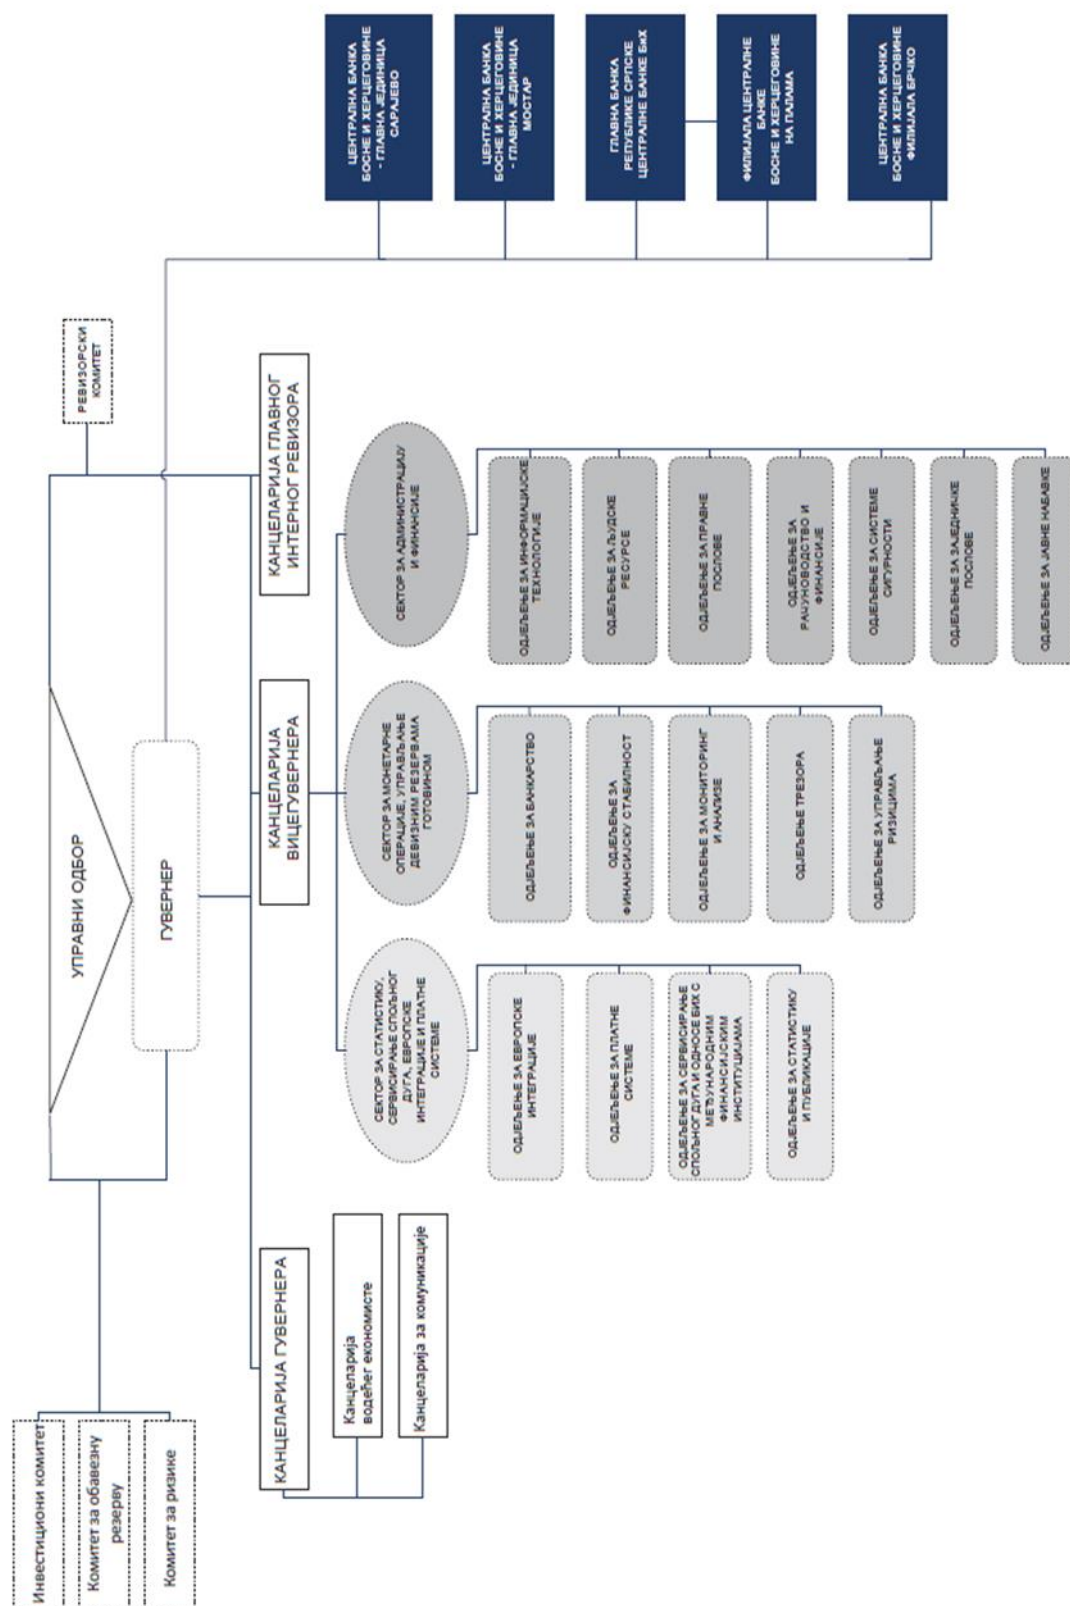 УПРАВНИ ОДБОР
ГУВЕРНЕР
Инвестициони комитет
Комитет за обавезну
резерву
Комитет за ризике
РЕВИЗОРСКИ
КОМИТЕТ
КАНЦЕЛАРИЈА ГУВЕРНЕРА
Канцеларија
водећег економисте
Канцеларија за комуникације
КАНЦЕЛАРИЈА
ВИЦЕГУВЕРНЕРА
КАНЦЕЛАРИЈА ГЛАВНОГ
ИНТЕРНОГ РЕВИЗОРА
СЕКТОР ЗА СТАТИСТИКУ,
СЕРВИСИРАЊЕ СПОЉНОГ
ДУГА, ЕВРОПСКЕ
ИНТЕГРАЦИЈЕ И ПЛАТНЕ
СИСТЕМЕ
ОДЈЕЉЕЊЕ ЗА ЕВРОПСКЕ
ИНТЕГРАЦИЈЕ
ОДЈЕЉЕЊЕ ЗА ПЛАТНЕ
СИСТЕМЕ
ОДЈЕЉЕЊЕ ЗА СЕРВИСИРАЊЕ
СПОЉНОГ ДУГА И ОДНОСЕ БИХ С
МЕЂУНАРОДНИМ
ФИНАНСИЈСКИМ
ИНСТИТУЦИЈАМА
ОДЈЕЉЕЊЕ ЗА СТАТИСТИКУ
И ПУБЛИКАЦИЈЕ
СЕКТОР ЗА МОНЕТАРНЕ
ОПЕРАЦИЈЕ, УПРАВЉАЊЕ
ДЕВИЗНИМ РЕЗЕРВАМА
ГОТОВИНОМ
ОДЈЕЉЕЊЕ ЗА БАНКАРСТВО
ОДЈЕЉЕЊЕ ЗА
ФИНАНСИЈСКУ СТАБИЛНОСТ
ОДЈЕЉЕЊЕ ЗА МОНИТОРИНГ
И АНАЛИЗЕ
ОДЈЕЉЕЊЕ ТРЕЗОРА
ОДЈЕЉЕЊЕ ЗА УПРАВЉАЊЕ
РИЗИЦИМА
СЕКТОР ЗА АДМИНИСТРАЦИЈУ
И ФИНАНСИЈЕ
ОДЈЕЉЕЊЕ ЗА ИНФОРМАЦИЈСКЕ
ТЕХНОЛОГИЈЕ
ОДЈЕЉЕЊЕ ЗА ЉУДСКЕ
РЕСУРСЕ
ОДЈЕЉЕЊЕ ЗА ПРАВНЕ
ПОСЛОВЕ
ОДЈЕЉЕЊЕ ЗА
РАЧУНОВОДСТВО И
ФИНАНСИЈЕ
ОДЈЕЉЕЊЕ ЗА СИСТЕМЕ
СИГУРНОСТИ
ОДЈЕЉЕЊЕ ЗА ЗАЈЕДНИЧКЕ
ПОСЛОВЕ
ОДЈЕЉЕЊЕ ЗА ЈАВНЕ НАБАВКЕ
ЦЕНТРАЛНА БАНКА
БОСНЕ И ХЕРЦЕГОВИНЕ
- ГЛАВНА ЈЕДИНИЦА
САРАЈЕВО
ЦЕНТРАЛНА БАНКА
БОСНЕ И ХЕРЦЕГОВИНЕ
- ГЛАВНА ЈЕДИНИЦА
МОСТАР
ГЛАВНА БАНКА
РЕПУБЛИКЕ СРПСКЕ
ЦЕНТРАЛНЕ БАНКЕ БиХ
ФИЛИЈАЛА ЦЕНТРАЛНЕ
БАНКЕ
БОСНЕ И ХЕРЦЕГОВИНЕ
НА ПАЛАМА
ЦЕНТРАЛНА БАНКА
БОСНЕ И ХЕРЦЕГОВИНЕ
ФИЛИЈАЛА БРЧКО